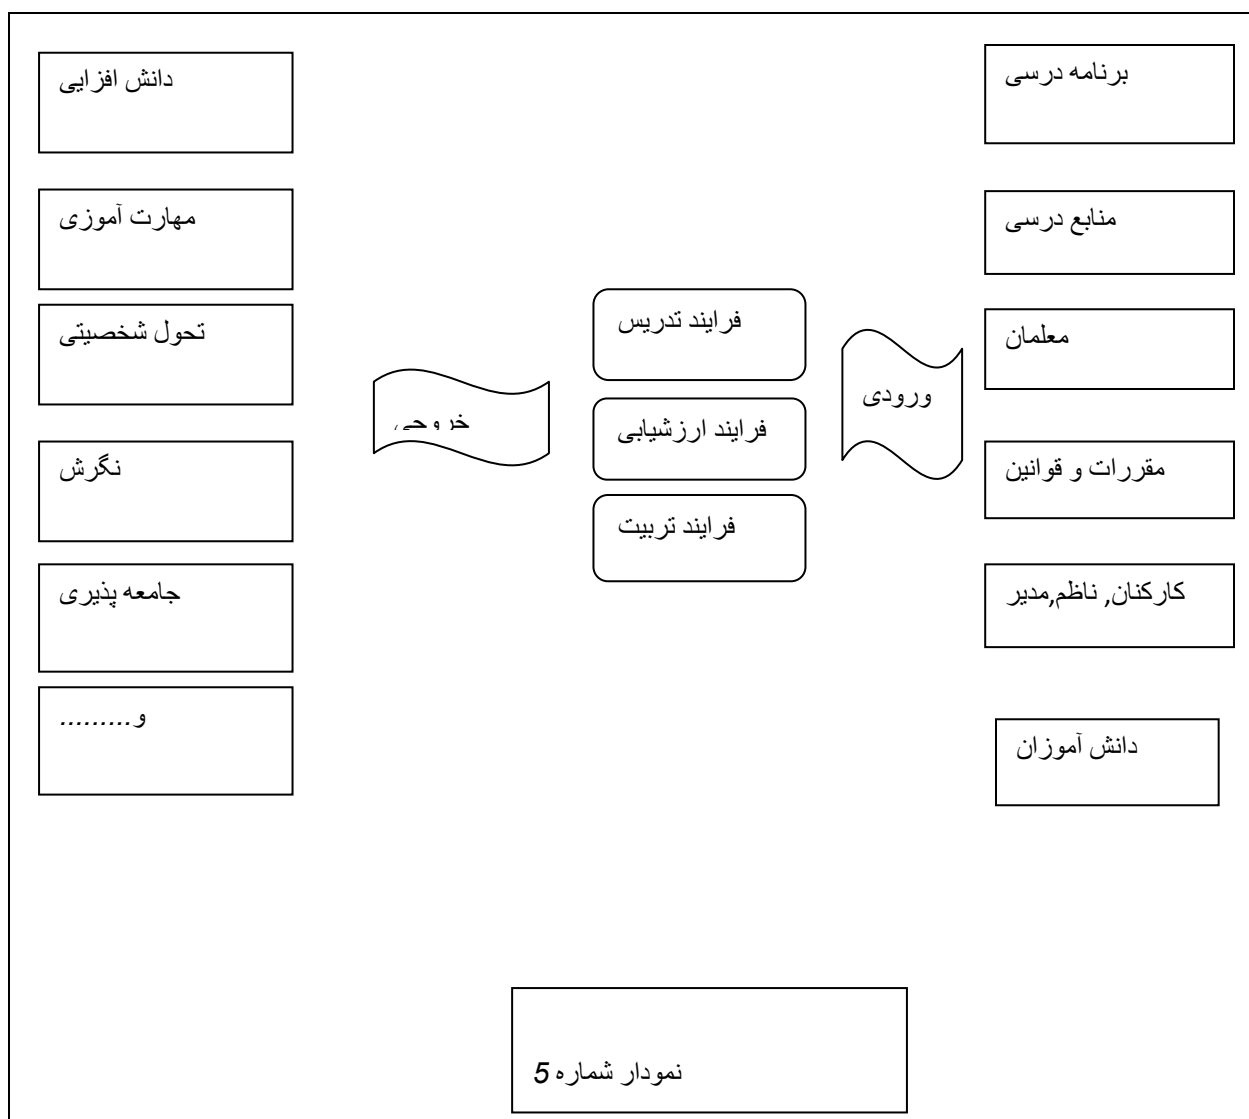 برنامه درسی
منابع درسی
معلمان
مقررات و قوانین
کارکنان, ناظم,مدیر
دانش آموزان
ورودی
فرایند تدریس
فرایند ارزشیابی
فرایند تربیت
خروجی
دانش افزایی
مهارت آموزی
تحول شخصیتی
نگرش
جامعه پذیری
و.........
نمودار شماره 5